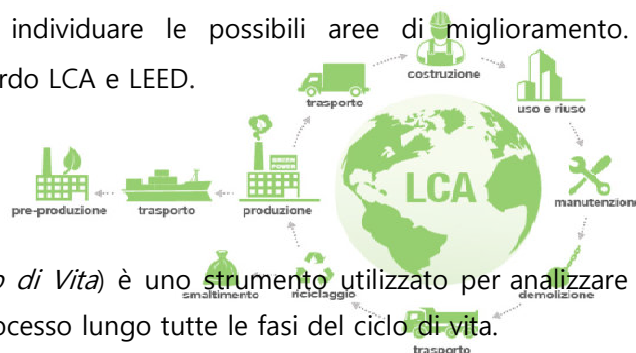 individuare le possibili aree di miglioramento.
costruzione
rdo LCA e LEED.
trasporto
uso e riuso
GREEN
POWER
LCA
pre-produzione
trasporto
produzione
manutenzione
o di Vita) è uno strumento utilizzato per analizzare
smaltimento
riciclaggio
demolizione
ocesso lungo tutte le fasi del ciclo di vita.
trasporto